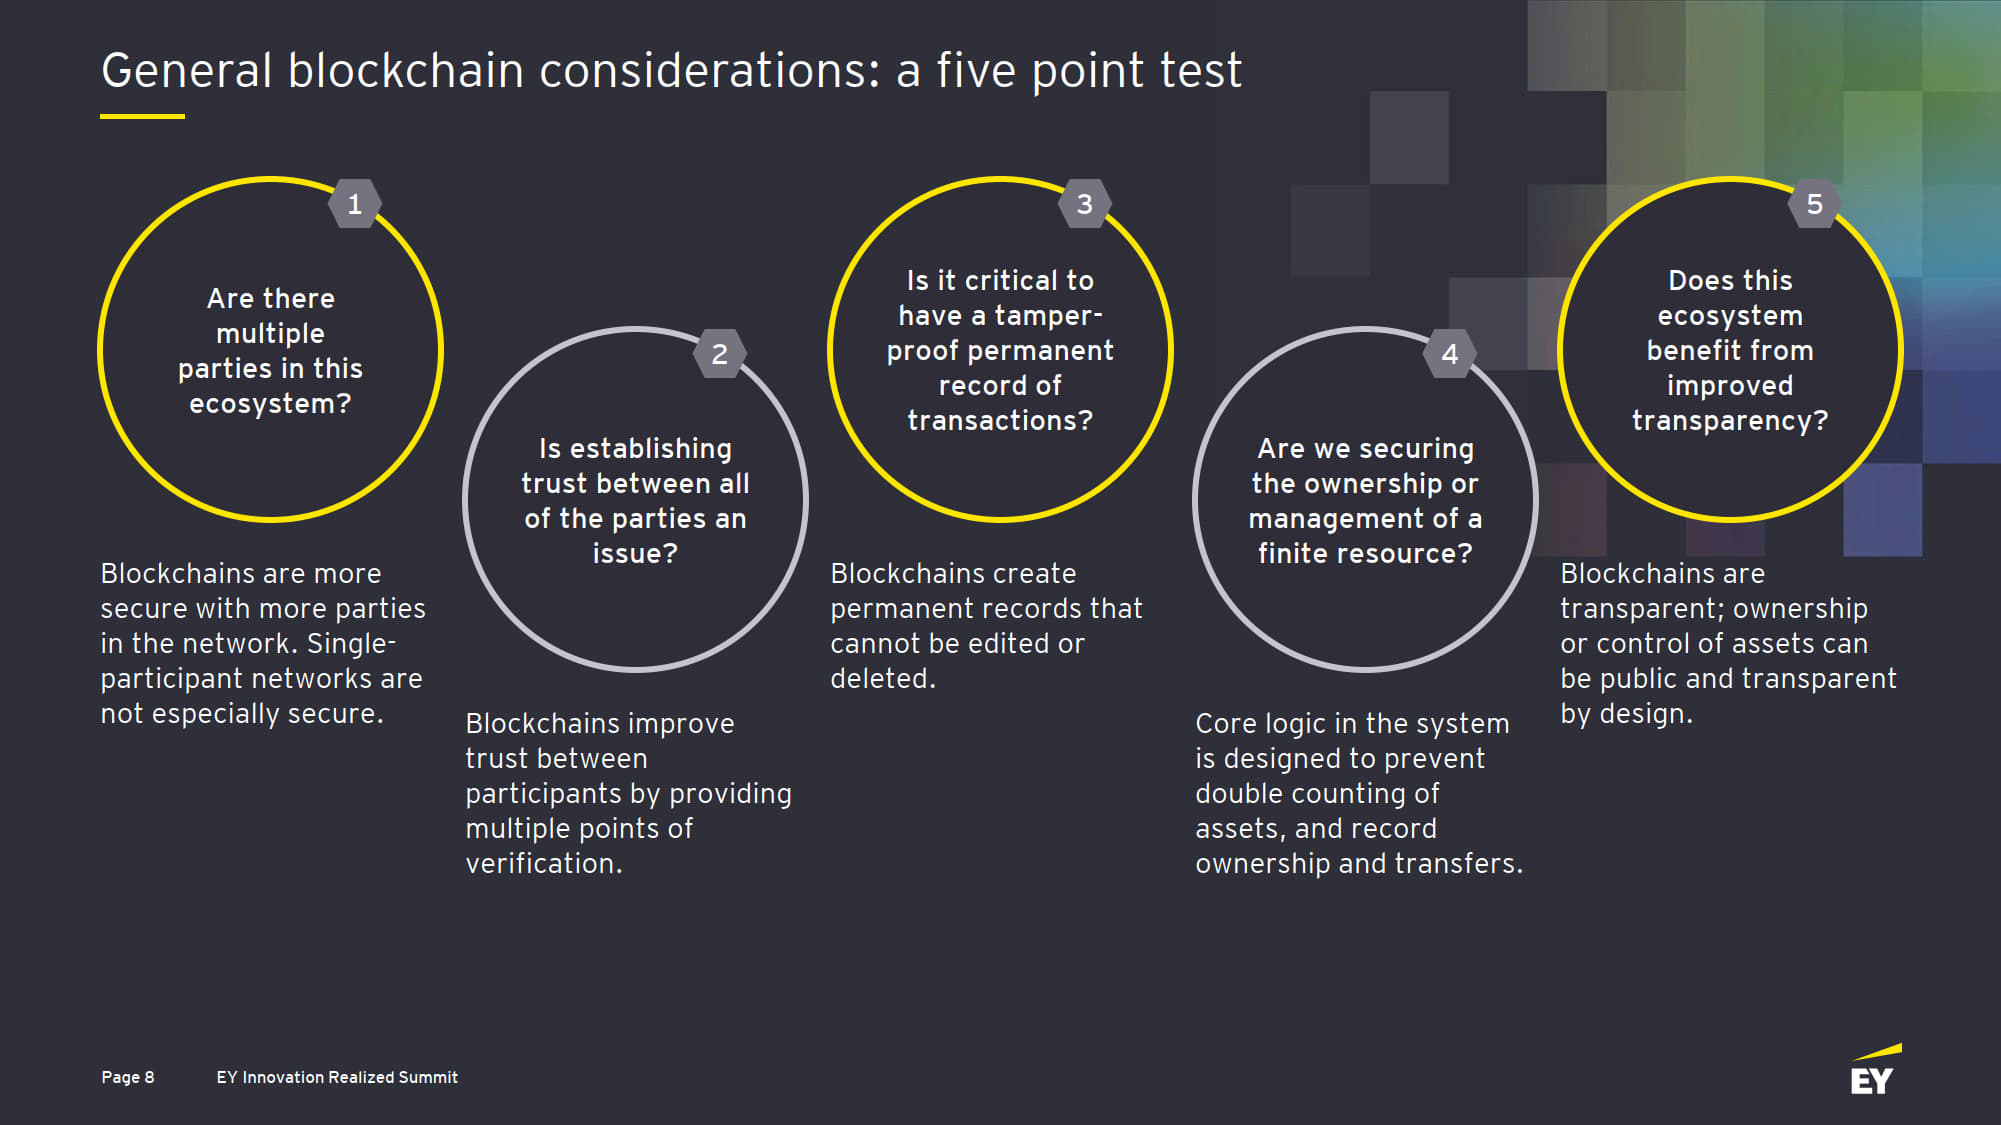 General blockchain considerations: a five point test
1
Are there
multiple
parties in this
ecosystem?
Blockchains are more
secure with more parties
in the network. Single-
participant networks are
not especially secure.
2
Is establishing
trust between all
of the parties an
issue?
Blockchains improve
trust between
participants by providing
multiple points of
verification.
3
Is it critical to
have a tamper-
proof permanent
record of
transactions?
Blockchains create
permanent records that
cannot be edited or
deleted.
4
Are we securing
the ownership or
management of a
finite resource?
Core logic in the system
is designed to prevent
double counting of
assets, and record
ownership and transfers.
5
Does this
ecosystem
benefit from
improved
transparency?
Blockchains are
transparent; ownership
or control of assets can
be public and transparent
by design.
Page 8
EY Innovation Realized Summit
EY